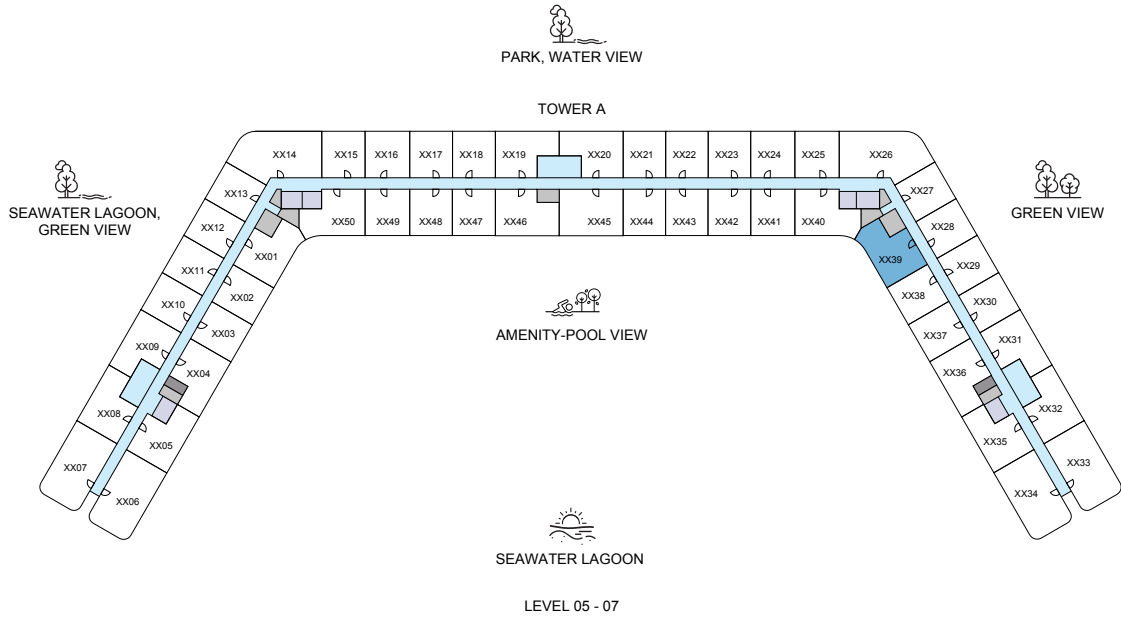 PARK, WATER VIEW
TOWER A
XX14
XX15
XX16
XX17
XX18
XX19
XX20
XX21
XX22
XX23
XX24
XX25
XX26
SEAWATER LAGOON,
GREEN VIEW
GREEN VIEW
XX13
XX12
XX11
XX10
XX09
XX08
XX07
XX50
XX49
XX48
XX47
XX46
XX45
XX44
XX43
XX42
XX41
XX40
XX27
XX28
XX29
XX30
XX31
XX32
XX33
XX01
XX02
XX03
XX04
XX05
XX06
XX39
XX38
XX37
XX36
XX35
XX34
AMENITY-POOL VIEW
SEAWATER LAGOON
LEVEL 05 - 07